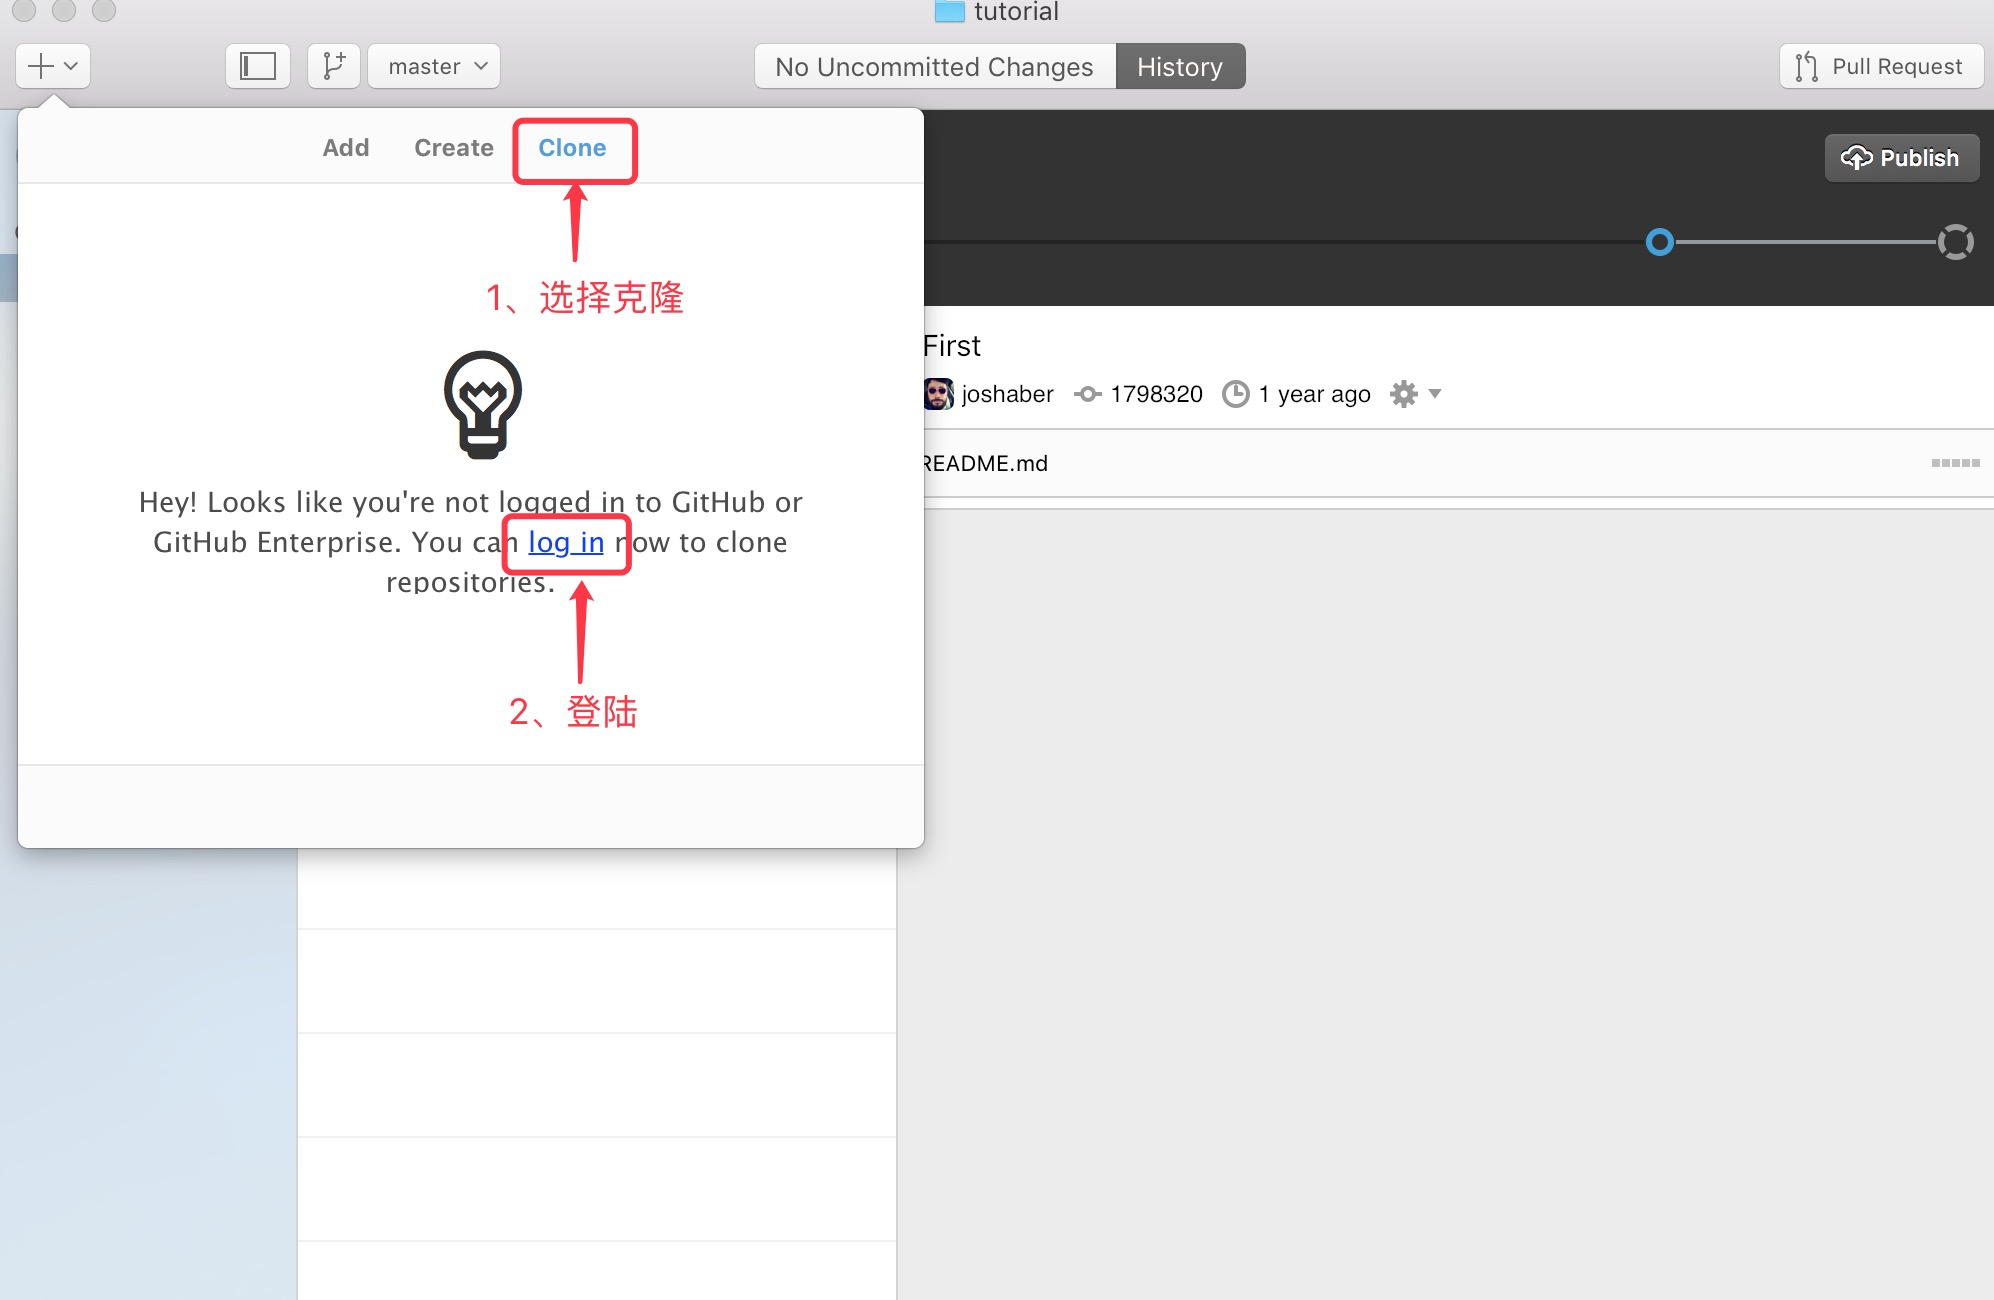 tutorial
master
No Uncommitted Changes
History
Pull Request
Add
Create
Clone
Publish
1、选择克隆
First
joshaber
1798320
1 year ago
README.md
Hey! Looks like you're not logged in to GitHub or
GitHub Enterprise. You can log in now to clone
repositories.
2、登陆